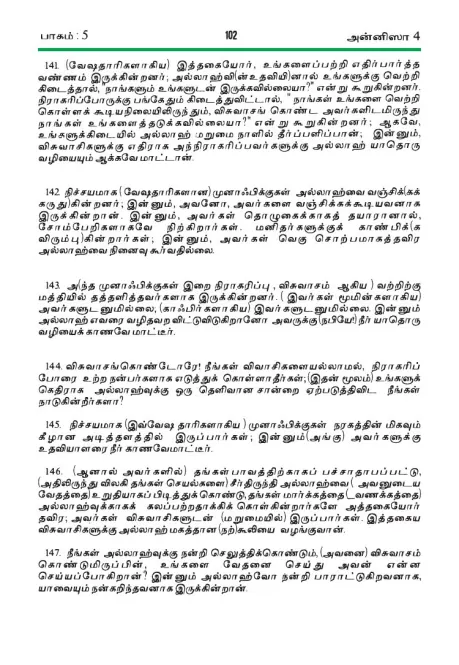 பாகம் : 5
102
அன்னிஸா 4
141. (வேஷதாரிகளாகிய) இத்தகையோர், உங்களைப்பற்றி எதிர்பார்த்த
வண்ணம் இருக்கின்றனர்; அல்லாஹ்வி(ன் உதவியி)னால் உங்களுக்கு வெற்றி
கிடைத்தால், "நாங்களும் உங்களுடன் இருக்கவில்லையா?" என்று கூறுகின்றனர்.
நிராகரிப்போருக்கு பங்கேதும் கிடைத்துவிட்டால், "நாங்கள் உங்களை வெற்றி
கொள்ளக் கூடியநிலையிலிருந்தும், விசுவாசங் கொண்ட அவர்களிடமிருந்து
நாங்கள் உங்களைத்தடுக்கவில்லையா?" என்று கூறுகின்றனர்; ஆகவே,
உங்களுக்கிடையில் அல்லாஹ் மறுமை நாளில் தீர்ப்பளிப்பான்; இன்னும்,
விசுவாசிகளுக்கு எதிராக அந்நிராகரிப்பவர்களுக்கு அல்லாஹ் யாதொரு
வழியையும் ஆக்கவேமாட்டான்.
142. நிச்சயமாக (வேஷதாரிகளான) முனாஃபிக்குகள் அல்லாஹ்வை வஞ்சிக்(கக்
கருது)கின்றனர்; இன்னும், அவனோ, அவர்களை வஞ்சிக்கக்கூடியவனாக
இருக்கின்றான். இன்னும், அவர்கள் தொழுகைக்காகத் தயாரானால்,
சோம்பேறிகளாகவே நிற்கிறார்கள். மனிதர்களுக்குக் காண்பிக்(க
விரும்பு)கின்றார்கள்; இன்னும், அவர்கள் வெகு சொற்பமாகத்தவிர
அல்லாஹ்வை நினைவு கூர்வதில்லை.
143. அ(ந்த முனாஃபிக்குகள் இறை நிராகரிப்பு, விசுவாசம் ஆகிய) வற்றிற்கு
மத்தியில் தத்தளித்தவர்களாக இருக்கின்றனர். (இவர்கள் மூமின்களாகிய)
அவர்களுடனுமில்லை; (காஃபிர்களாகிய) இவர்களுடனுமில்லை. இன்னும்
அல்லாஹ் எவரை வழிதவற விட்டுவிடுகிறானோ அவருக்கு (நபியே!) நீர் யாதொரு
வழியைக் காணவே மாட்டீர்.
144. விசுவாசங்கொண்டோரே! நீங்கள் விவாசிகளையல்லாமல், நிராகரிப்
போரை உற்ற நண்பர்களாக எடுத்துக் கொள்ளாதீர்கள்; (இதன் மூலம்) உங்களுக்
கெதிராக அல்லாஹ்வுக்கு ஒரு தெளிவான சான்றை ஏற்படுத்திவிட நீங்கள்
நாடுகின்றீர்களா?
145. நிச்சயமாக (இவ்வேஷ தாரிகளாகிய) முனாஃபிக்குகள் நரகத்தின் மிகவும்
கீழான அடித்தளத்தில் இருப்பார்கள்; இன்னும் (அங்கு) அவர்களுக்கு
உதவியாளரை நீர் காணவேமாட்டீர்.
146. (ஆனால் அவர்களில்) தங்கள்பாவத்திற்காகப் பச்சாதாபப்பட்டு,
(அதிலிருந்து விலகி தங்கள் செயல்களை) சீர்திருந்தி அல்லாஹ்வை (அவனுடைய
வேதத்தை) உறுதியாகப் பிடித்துக்கொண்டு, தங்கள் மார்க்கத்தை (வணக்கத்தை)
அல்லாஹ்வுக்காகக் கலப்பற்றதாக்கிக் கொள்கின்றார்களே அத்தகையோர்
தவிர; அவர்கள் விசுவாசிகளுடன் (மறுமையில்) இருப்பார்கள். இத்தகைய
விசுவாசிகளுக்கு அல்லாஹ் மகத்தான (நற்)கூலியை வழங்குவான்.
147. நீங்கள் அல்லாஹ்வுக்கு நன்றி செலுத்திக்கொண்டும், (அவனை) விசுவாசம்
கொண்டுமிருப்பின், உங்களை வேதனை செய்து அவன் என்ன
செய்யப்போகிறான்? இன்னும் அல்லாஹ்வோ நன்றி பாராட்டுகிறவனாக,
யாவையும் நன்கறிந்தவனாக இருக்கின்றான்.